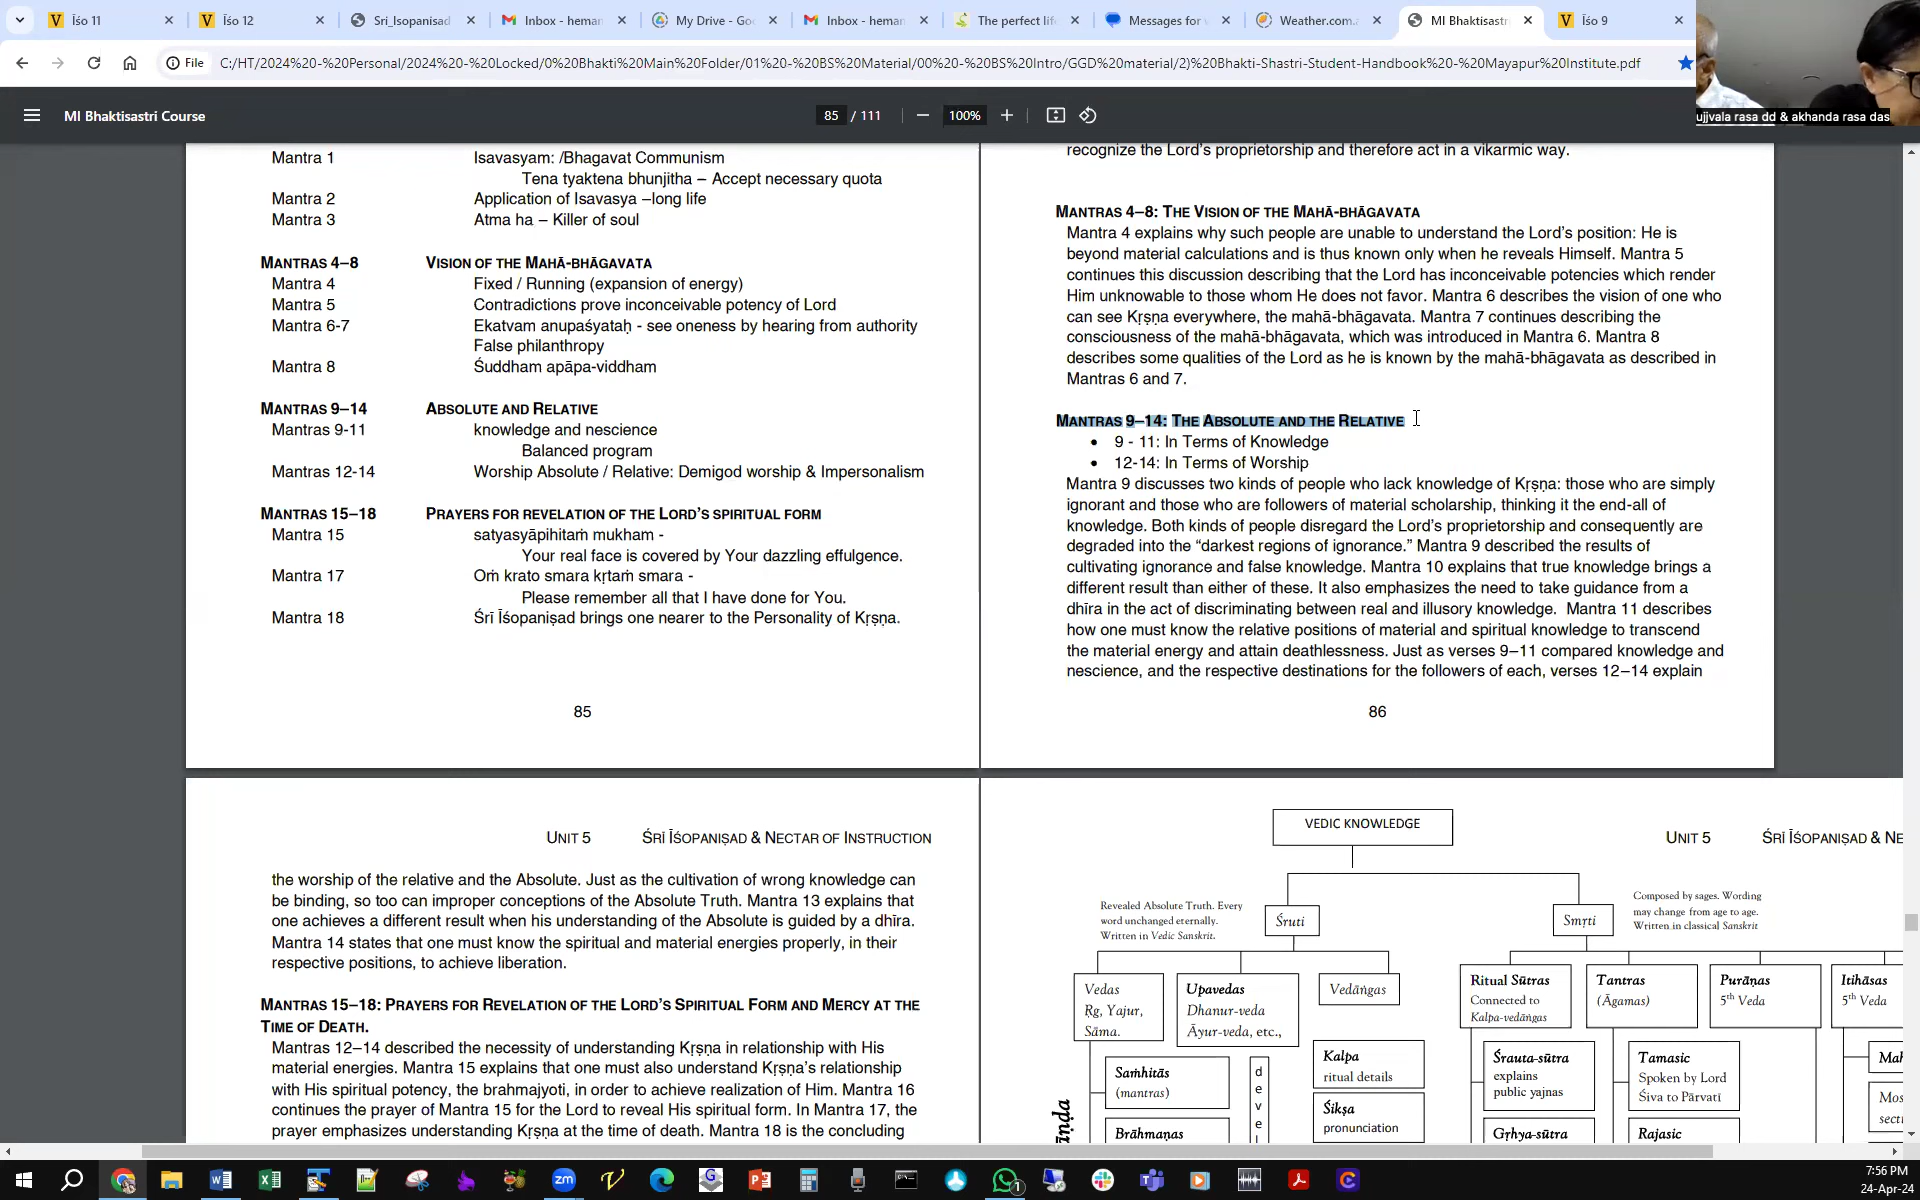 Īso 11
Īso 12
Sri_Isopanisad
Inbox - heman
My Drive - Goo
Inbox - heman
The perfect life
Messages for
Weather.com.
MI Bhaktisastr
Īso 9
File
C:/HT/2024%20-%20Personal/2024%20-%20Locked/0%20Bhakti%20Main%20Folder/01%20-%20BS%20Material/00%20-%20BS%20Intro/GGD%20material/2)%20Bhakti-Shastri-Student-Handbook%20-%20Mayapur%20Institute.pdf
MI Bhaktisastri Course
85 / 111
100%
ujjvala rasa dd & akhanda rasa das
Mantra 1 Isavasyam: /Bhagavat Communism
Tena tyaktena bhunjitha – Accept necessary quota
Mantra 2 Application of Isavasya –long life
Mantra 3 Atma ha – Killer of soul
MANTRAS 4–8 VISION OF THE MAHĀ-BHĀGAVATA
Mantra 4 Fixed / Running (expansion of energy)
Mantra 5 Contradictions prove inconceivable potency of Lord
Mantra 6-7 Ekatvam anupaśyataḥ - see oneness by hearing from authority
False philanthropy
Mantra 8 Śuddham apāpa-viddham
MANTRAS 9–14 ABSOLUTE AND RELATIVE
Mantras 9-11 knowledge and nescience
Balanced program
Mantras 12-14 Worship Absolute / Relative: Demigod worship & Impersonalism
MANTRAS 15–18 PRAYERS FOR REVELATION OF THE LORD'S SPIRITUAL FORM
Mantra 15 satyasyāpihitaṁ mukham -
Your real face is covered by Your dazzling effulgence.
Mantra 17 Oṁ krato smara kṛtaṁ smara -
Please remember all that I have done for You.
Mantra 18 Śrī Īśopaniṣad brings one nearer to the Personality of Kṛṣṇa.
85
recognize the Lord's proprietorship and therefore act in a vikarmic way.
MANTRAS 4–8: THE VISION OF THE MAHĀ-BHĀGAVATA
Mantra 4 explains why such people are unable to understand the Lord's position: He is
beyond material calculations and is thus known only when he reveals Himself. Mantra 5
continues this discussion describing that the Lord has inconceivable potencies which render
Him unknowable to those whom He does not favor. Mantra 6 describes the vision of one who
can see Kṛṣṇa everywhere, the mahā-bhāgavata. Mantra 7 continues describing the
consciousness of the mahā-bhāgavata, which was introduced in Mantra 6. Mantra 8
describes some qualities of the Lord as he is known by the mahā-bhāgavata as described in
Mantras 6 and 7.
MANTRAS 9–14: THE ABSOLUTE AND THE RELATIVE
• 9 - 11: In Terms of Knowledge
• 12-14: In Terms of Worship
Mantra 9 discusses two kinds of people who lack knowledge of Kṛṣṇa: those who are simply
ignorant and those who are followers of material scholarship, thinking it the end-all of
knowledge. Both kinds of people disregard the Lord's proprietorship and consequently are
degraded into the “darkest regions of ignorance.” Mantra 9 described the results of
cultivating ignorance and false knowledge. Mantra 10 explains that true knowledge brings a
different result than either of these. It also emphasizes the need to take guidance from a
dhīra in the act of discriminating between real and illusory knowledge. Mantra 11 describes
how one must know the relative positions of material and spiritual knowledge to transcend
the material energy and attain deathlessness. Just as verses 9–11 compared knowledge and
nescience, and the respective destinations for the followers of each, verses 12–14 explain
86
UNIT 5 ŚRĪ ĪŚOPANIṢAD & NECTAR OF INSTRUCTION
the worship of the relative and the Absolute. Just as the cultivation of wrong knowledge can
be binding, so too can improper conceptions of the Absolute Truth. Mantra 13 explains that
one achieves a different result when his understanding of the Absolute is guided by a dhīra.
Mantra 14 states that one must know the spiritual and material energies properly, in their
respective positions, to achieve liberation.
MANTRAS 15–18: PRAYERS FOR REVELATION OF THE LORD'S SPIRITUAL FORM AND MERCY AT THE
TIME OF DEATH.
Mantras 12–14 described the necessity of understanding Kṛṣṇa in relationship with His
material energies. Mantra 15 explains that one must also understand Kṛṣṇa's relationship
with His spiritual potency, the brahmajyoti, in order to achieve realization of Him. Mantra 16
continues the prayer of Mantra 15 for the Lord to reveal His spiritual form. In Mantra 17, the
prayer emphasizes understanding Kṛṣṇa at the time of death. Mantra 18 is the concluding
VEDIC KNOWLEDGE
UNIT 5 ŚRĪ ĪŚOPANIṢAD & NE
Revealed Absolute Truth. Every
word unchanged eternally.
Written in Vedic Sanskrit.
Śruti
Smṛti
Composed by sages. Wording
may change from age to age.
Written in classical Sanskrit
Vedas
Ṛg, Yajur,
Sāma.
Upavedas
Dhanur-veda
Āyur-veda, etc.,
Vedāṅgas
Ritual Sūtras
Connected to
Kalpa-vedāṅgas
Tantras
(Āgamas)
Purāṇas
5th Veda
Itihāsas
5th Veda
Saṁhitās
(mantras)
Brāhmaṇas
d
e
v
e
l
Kalpa
ritual details
Śikṣa
pronunciation
Śrauta-sūtra
explains
public yajnas
Gṛhya-sūtra
Tamasic
Spoken by Lord
Śiva to Pārvatī
Rajasic
Mah
Mos
secti
7:56 PM
24-Apr-24